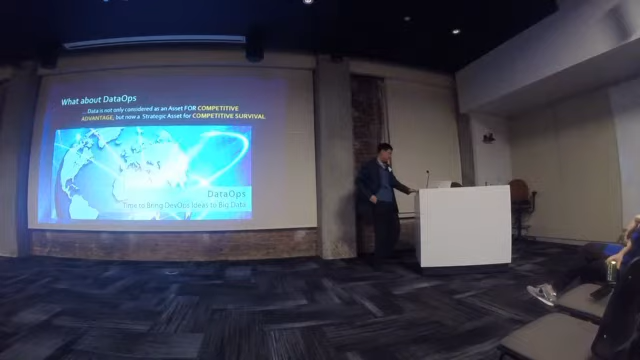 What about DataOps
...Data is not only considered as an Asset FOR COMPETITIVE
ADVANTAGE, but now a Strategic Asset for COMPETITIVE SURVIVAL
DataOps
Time to Bring DevOps Ideas to Big Data